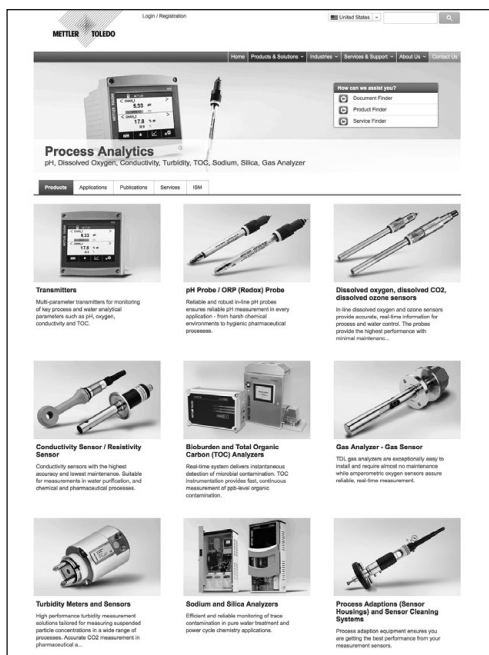 Login / Registration
United States
METTLER TOLEDO
Home Products & Solutions Industries Services & Support About Us Contact Us
How can we assist you?
Document Finder
Product Finder
Service Finder
Process Analytics
pH, Dissolved Oxygen, Conductivity, Turbidity, TOC, Sodium, Silica, Gas Analyzer
Products Applications Publications Services ISM
Transmitters
Multi-parameter transmitters for monitoring
of key process and water analytical
parameters such as pH, oxygen,
conductivity and TOC.
pH Probe / ORP (Redox) Probe
Reliable and robust in-line pH probes
ensures reliable pH measurement in every
application - from harsh chemical
environments to hygienic pharmaceutical
processes.
Dissolved oxygen, dissolved CO2,
dissolved ozone sensors
In-line dissolved oxygen and ozone sensors
provide accurate, real-time information for
process and water control. The probes
provide the highest performance with
minimal maintenanc...
Conductivity Sensor / Resistivity
Sensor
Conductivity sensors with the highest
accuracy and lowest maintenance. Suitable
for measurements in water purification, and
chemical and pharmaceutical processes.
Bioburden and Total Organic
Carbon (TOC) Analyzers
Real-time system delivers instantaneous
detection of microbial contamination. TOC
instrumentation provides fast, continuous
measurement of ppb-level organic
contamination.
Gas Analyzer - Gas Sensor
TDL gas analyzers are exceptionally easy to
install and require almost no maintenance
while amperometric oxygen sensors assure
reliable, real-time measurement.
Turbidity Meters and Sensors
High performance turbidity measurement
solutions tailored for measuring suspended
particle concentrations in a wide range of
processes. Accurate CO2 measurement in
pharmaceutical a...
Sodium and Silica Analyzers
Efficient and reliable monitoring of trace
contamination in pure water treatment and
power cycle chemistry applications.
Process Adaptions (Sensor
Housings) and Sensor Cleaning
Systems
Process adaption equipment ensures you
are getting the best performance from your
measurement sensors.